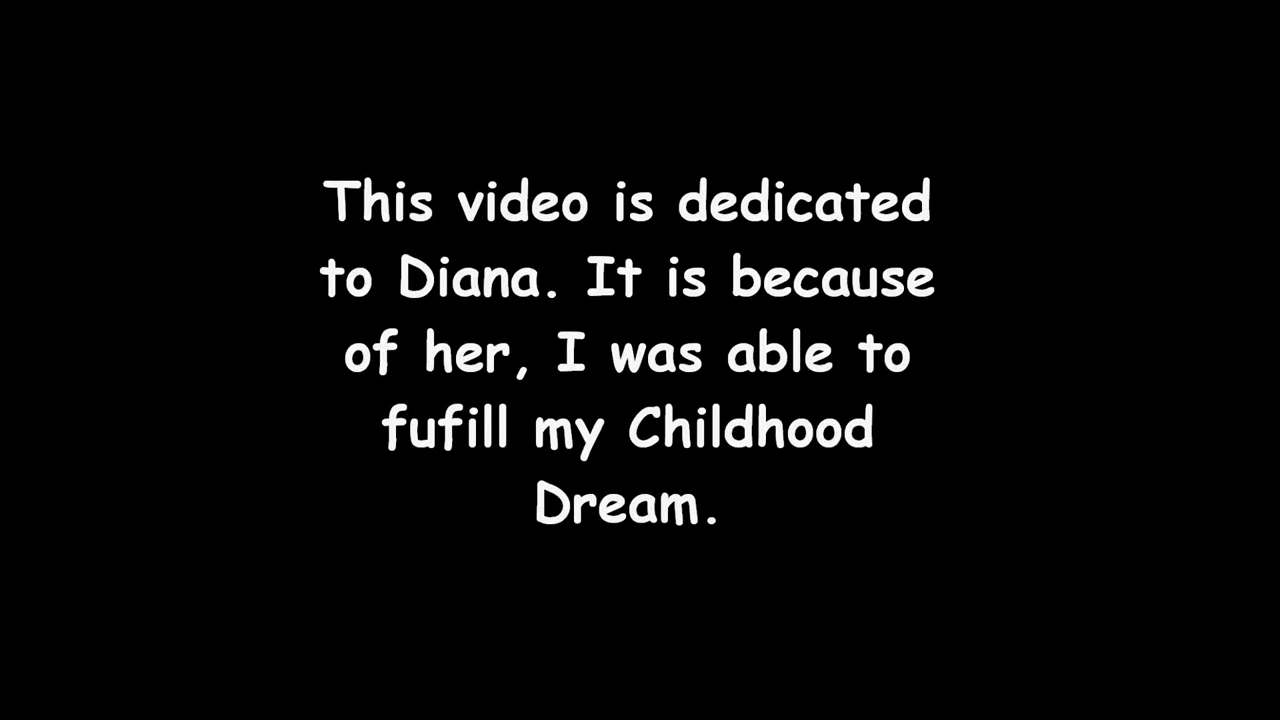 This video is dedicated
to Diana. It is because
of her, I was able to
fufill my Childhood
Dream.